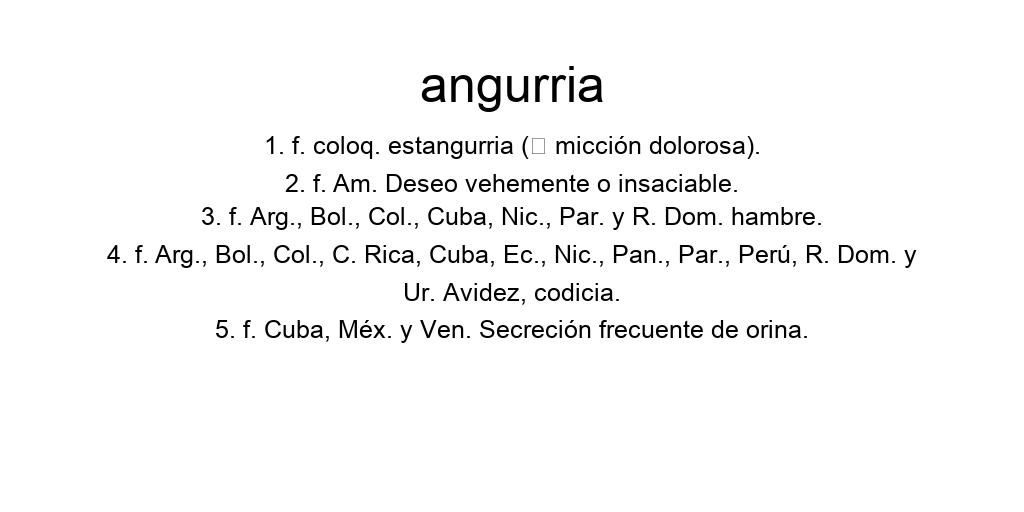 angurria
1. f. coloq. estangurria (▯ micción dolorosa).
2. f. Am. Deseo vehemente o insaciable.
3. f. Arg., Bol., Col., Cuba, Nic., Par. y R. Dom. hambre.
4. f. Arg., Bol., Col., C. Rica, Cuba, Ec., Nic., Pan., Par., Perú, R. Dom. y
Ur. Avidez, codicia.
5. f. Cuba, Méx. y Ven. Secreción frecuente de orina.